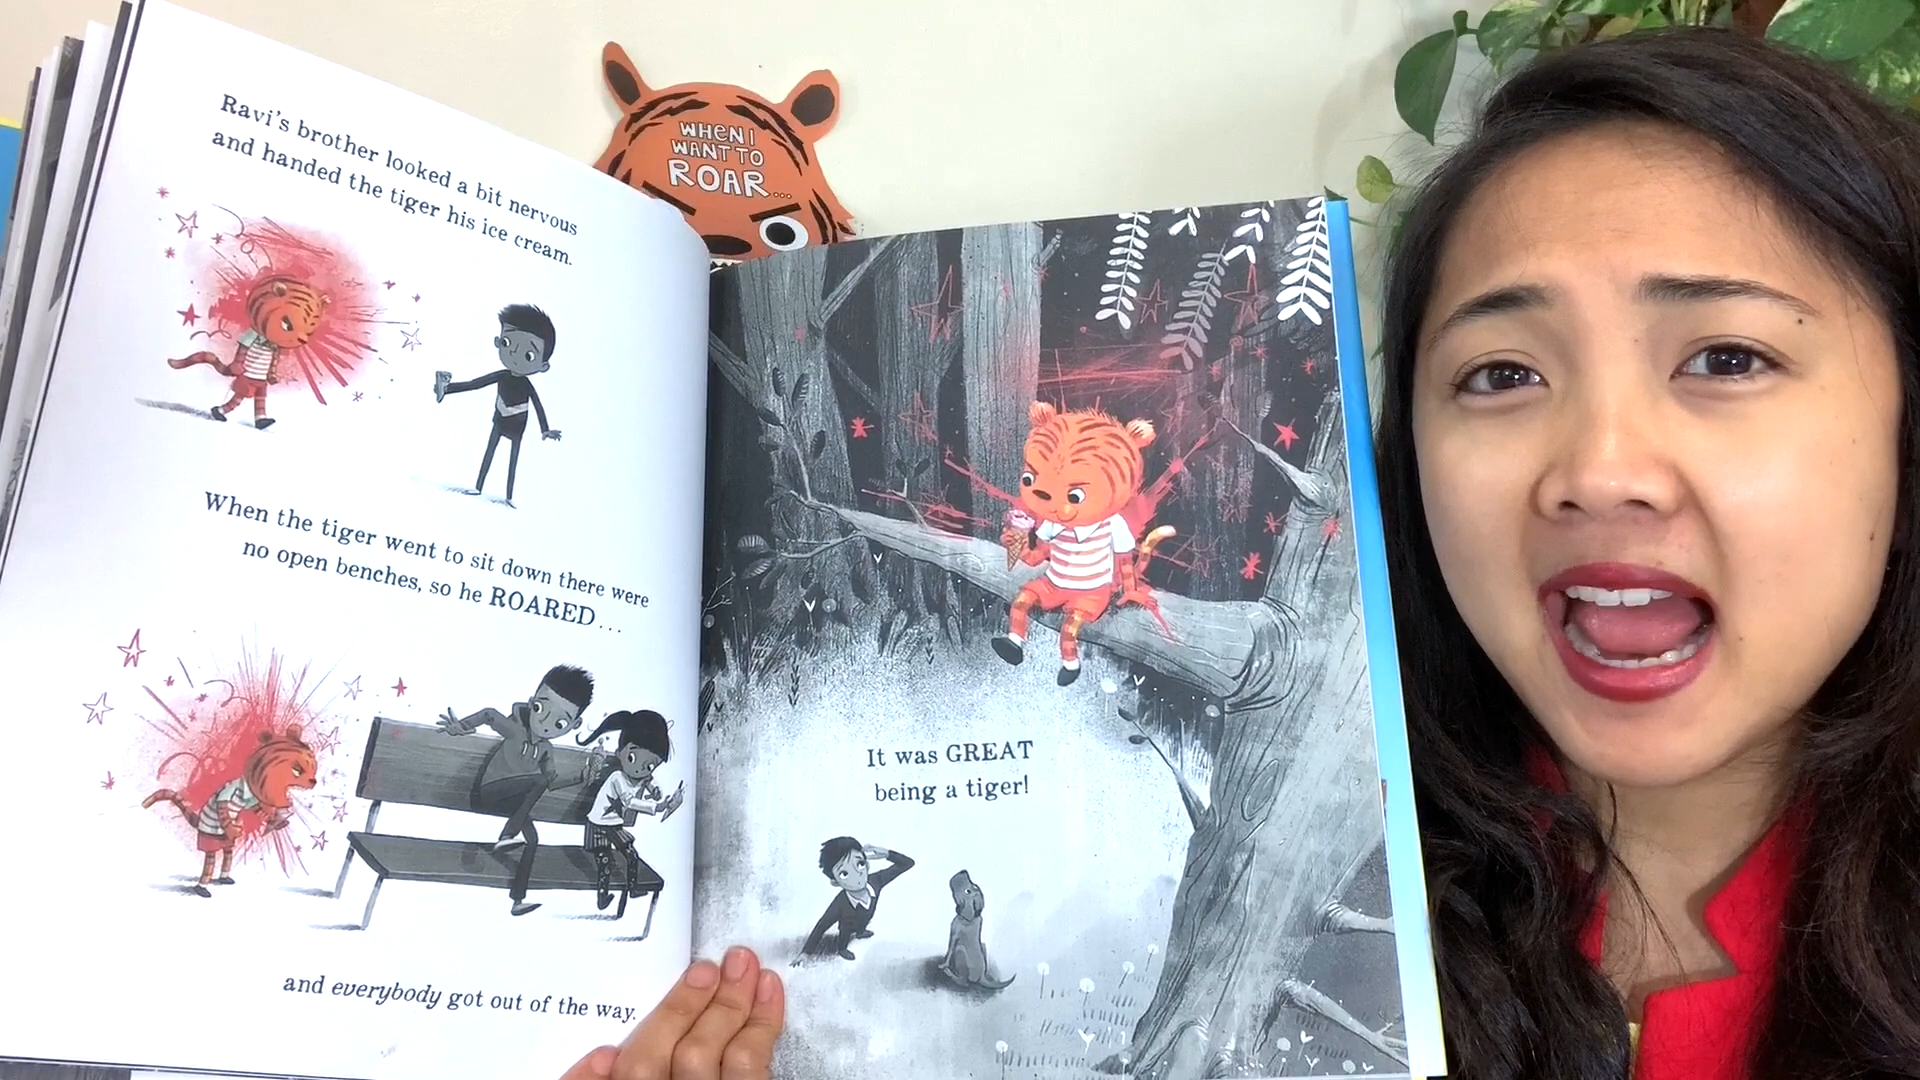 Ravi's brother looked a bit nervous
and handed the tiger his ice cream.
When the tiger went to sit down there were
no open benches, so he ROARED...
and everybody got out of the way.
WHEN I
WANT TO
ROAR...
It was GREAT
being a tiger!